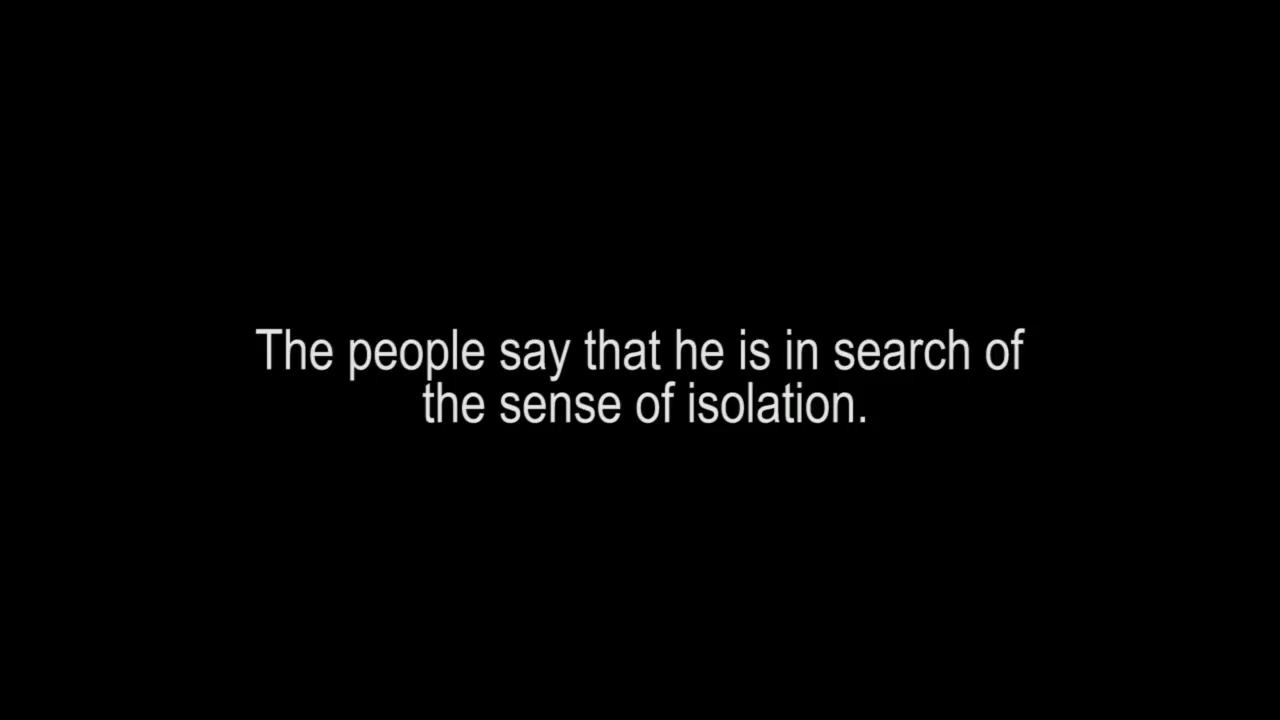 The people say that he is in search of
the sense of isolation.